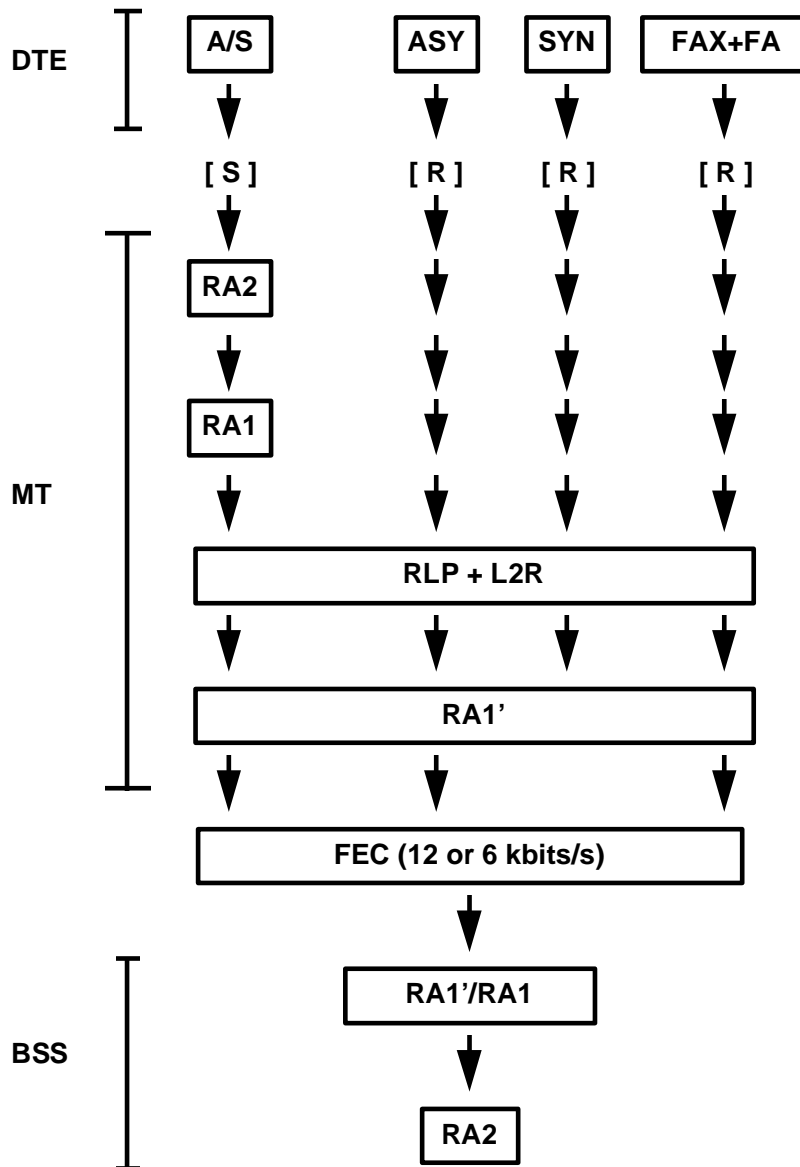 DTE
A/S ASY SYN FAX+FA
[ S ] [ R ] [ R ] [ R ]
MT
RA2
RA1
RLP + L2R
RA1’
FEC (12 or 6 kbits/s)
BSS
RA1’/RA1
RA2